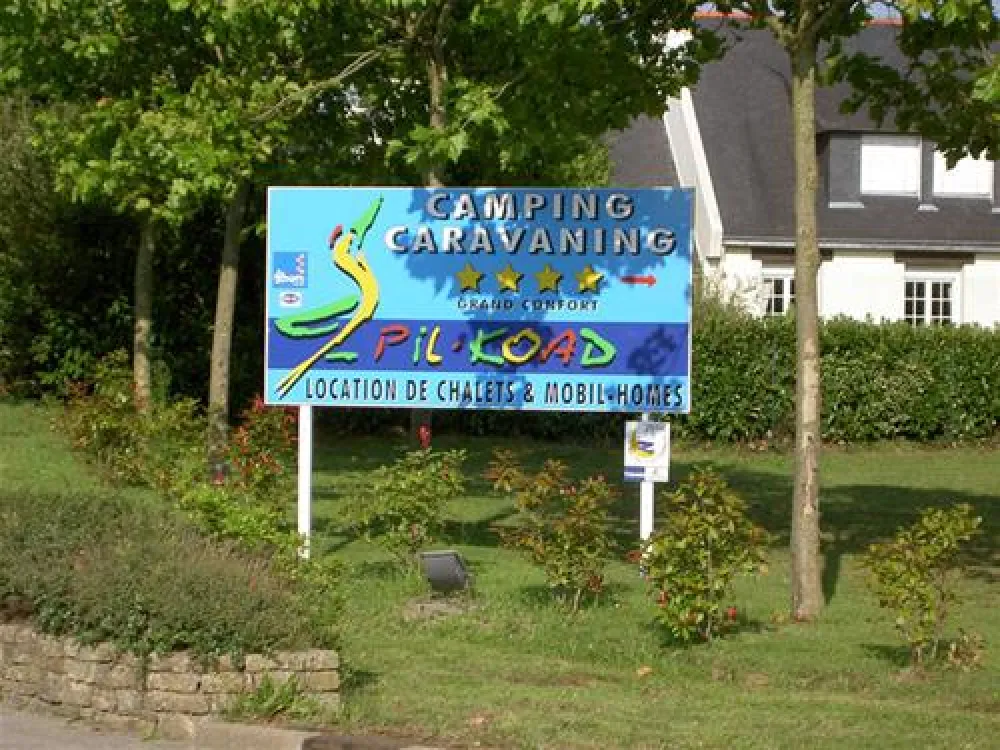 CAMPING
CARAVANING
GRAND CONFORT
PIL-KOAD
LOCATION DE CHALETS & MOBIL-HOMES